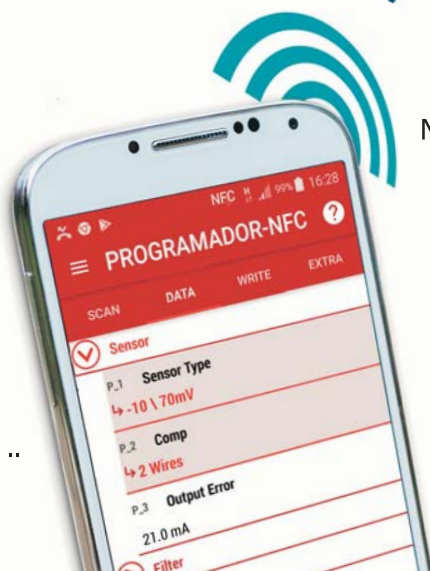 N
NFC H 99% 16:28
PROGRAMADOR-NFC ?
SCAN DATA WRITE EXTRA
Sensor
P_1 Sensor Type
-10 \ 70mV
P_2 Comp
2 Wires
..
P_3 Output Error
21.0 mA
Filter